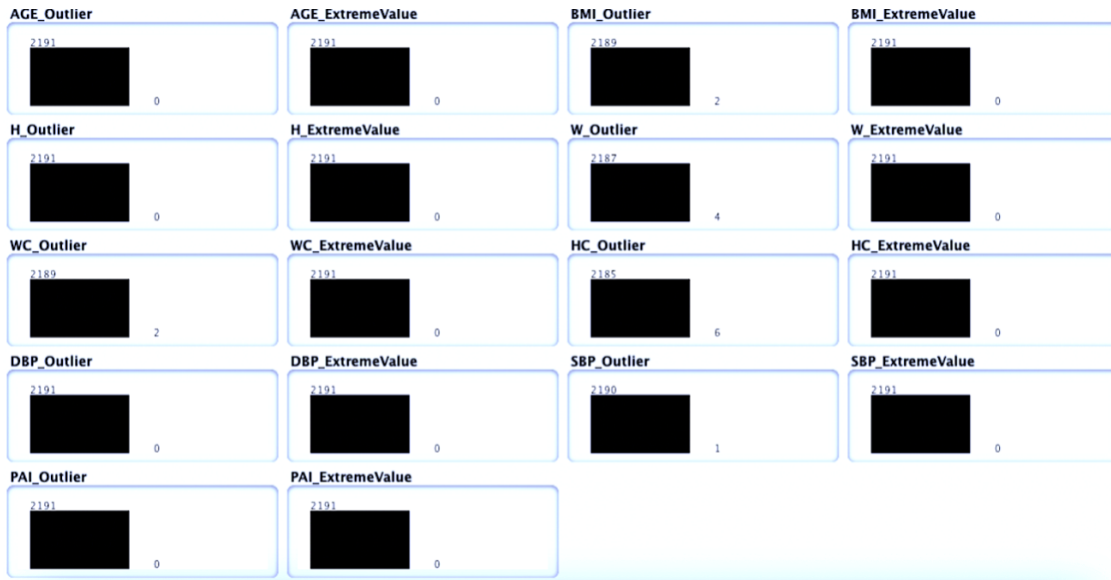 AGE_Outlier AGE_ExtremeValue BMI_Outlier BMI_ExtremeValue
2191 2191 2189 2191
0 0 2 0
H_Outlier H_ExtremeValue W_Outlier W_ExtremeValue
2191 2191 2187 2191
0 0 4 0
WC_Outlier WC_ExtremeValue HC_Outlier HC_ExtremeValue
2189 2191 2185 2191
2 0 6 0
DBP_Outlier DBP_ExtremeValue SBP_Outlier SBP_ExtremeValue
2191 2191 2190 2191
0 0 1 0
PAI_Outlier PAI_ExtremeValue
2191 2191
0 0